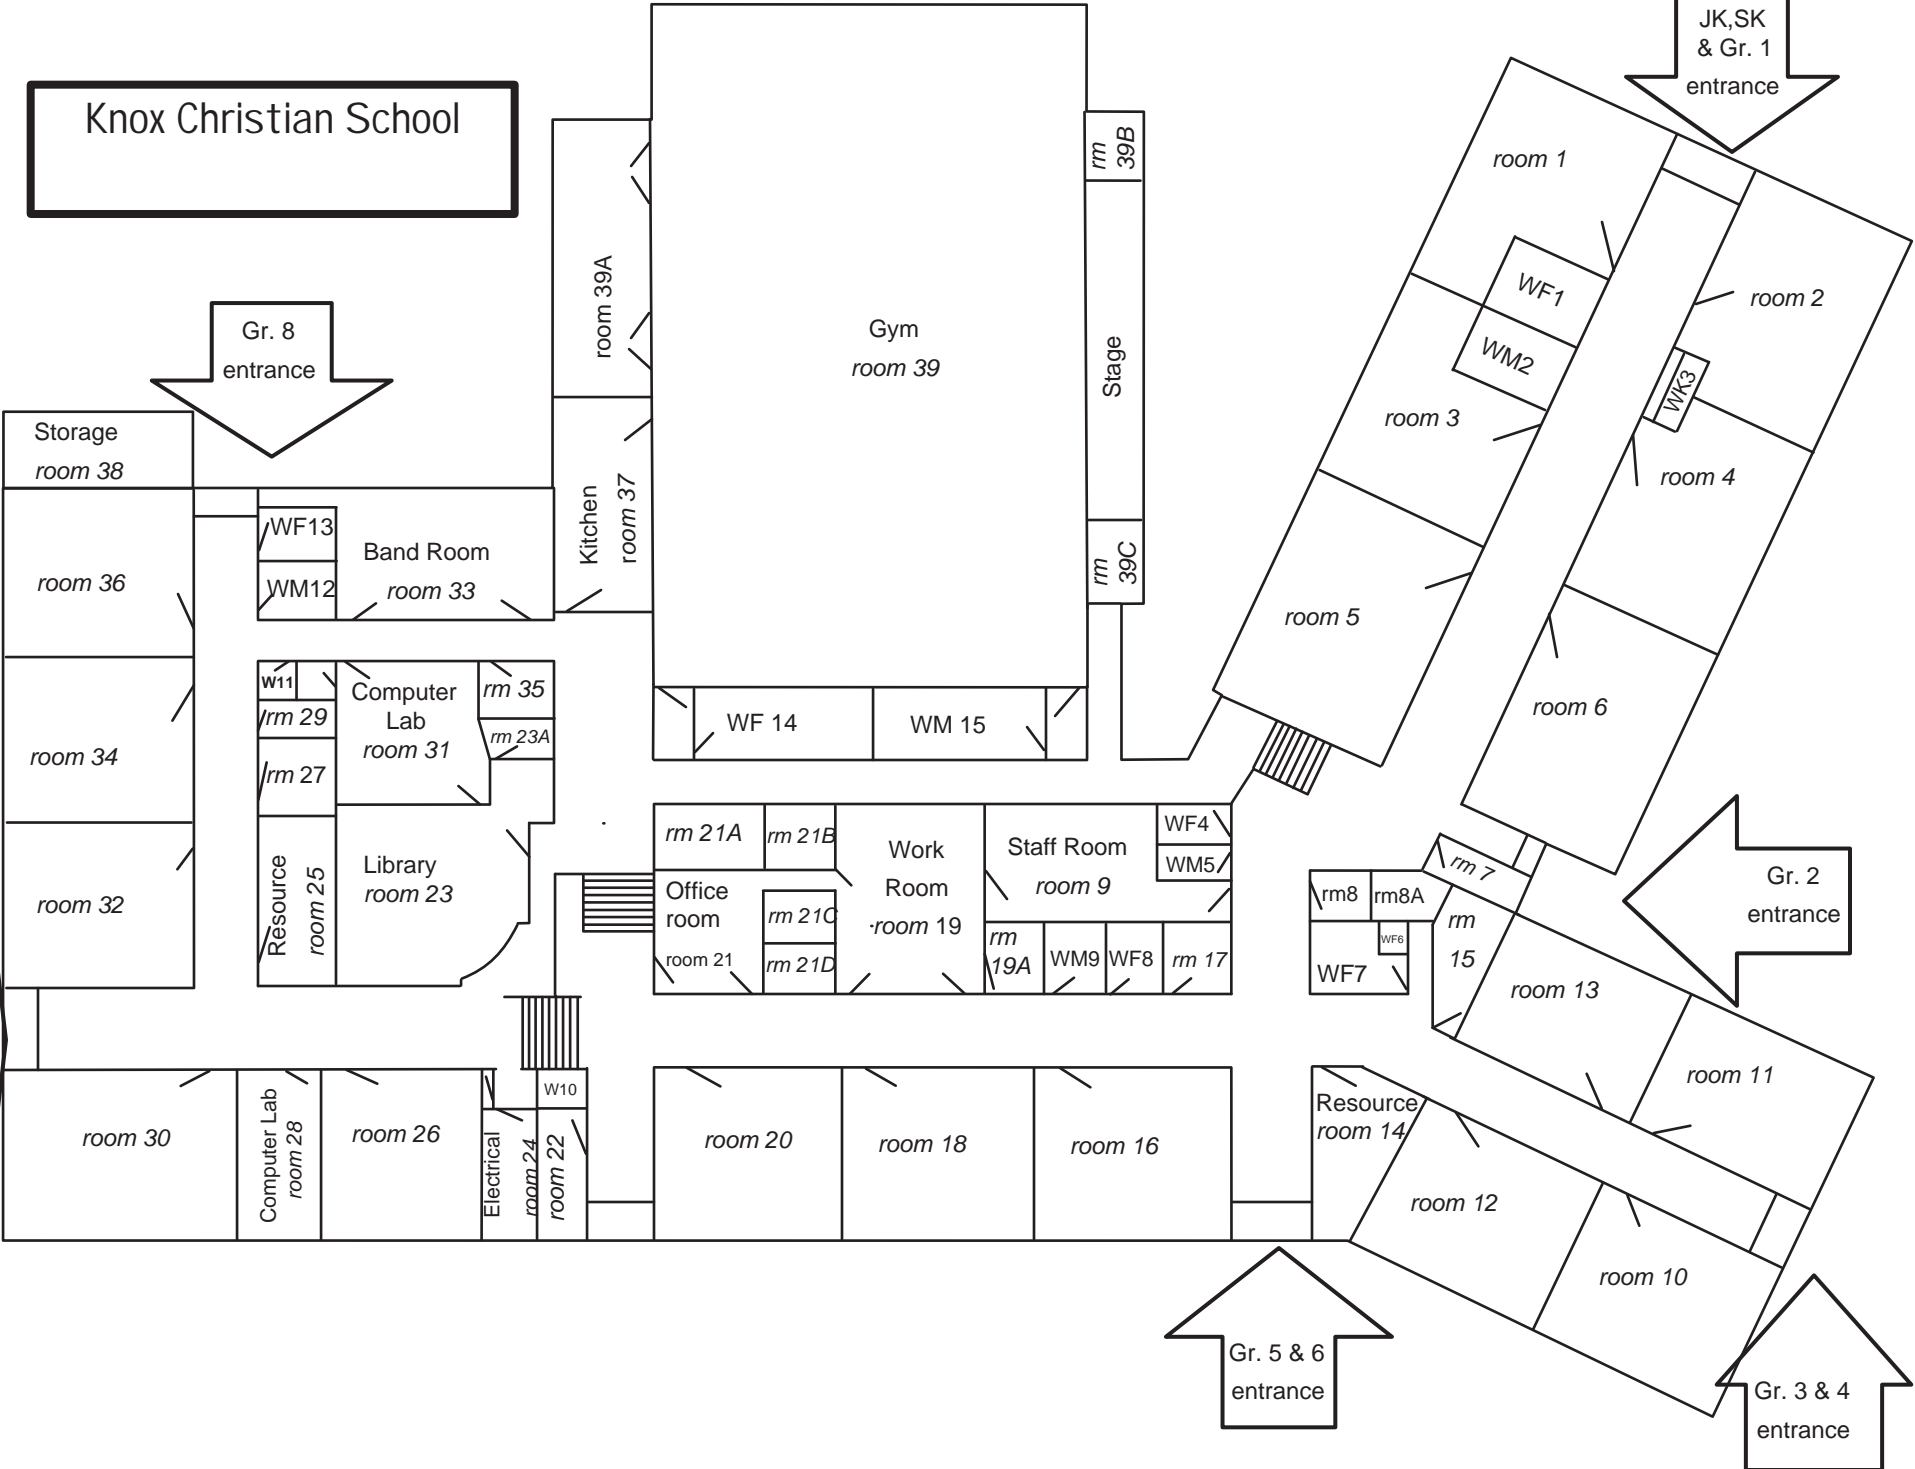 Knox Christian School
JK,SK
& Gr. 1
entrance
room 1
room 2
WF1
WM2
WK3
room 3
room 4
room 5
room 6
rm
39B
Stage
rm
39C
Gym
room 39
room 39A
Kitchen
room 37
Gr. 8
entrance
Storage
room 38
room 36
room 34
room 32
WF13
WM12
Band Room
room 33
W11
rm 29
rm 27
Computer
Lab
room 31
rm 35
rm 23A
Resource
room 25
Library
room 23
WF 14
WM 15
rm 21A
rm 21B
Office
room
room 21
rm 21C
rm 21D
Work
Room
room 19
Staff Room
room 9
WF4
WM5
rm
19A
WM9
WF8
rm 17
rm8
rm8A
WF6
WF7
rm 7
rm
15
Gr. 2
entrance
room 13
room 11
room 30
Computer Lab
room 28
room 26
Electrical
room 24
W10
room 22
room 20
room 18
room 16
Resource
room 14
room 12
room 10
Gr. 5 & 6
entrance
Gr. 3 & 4
entrance